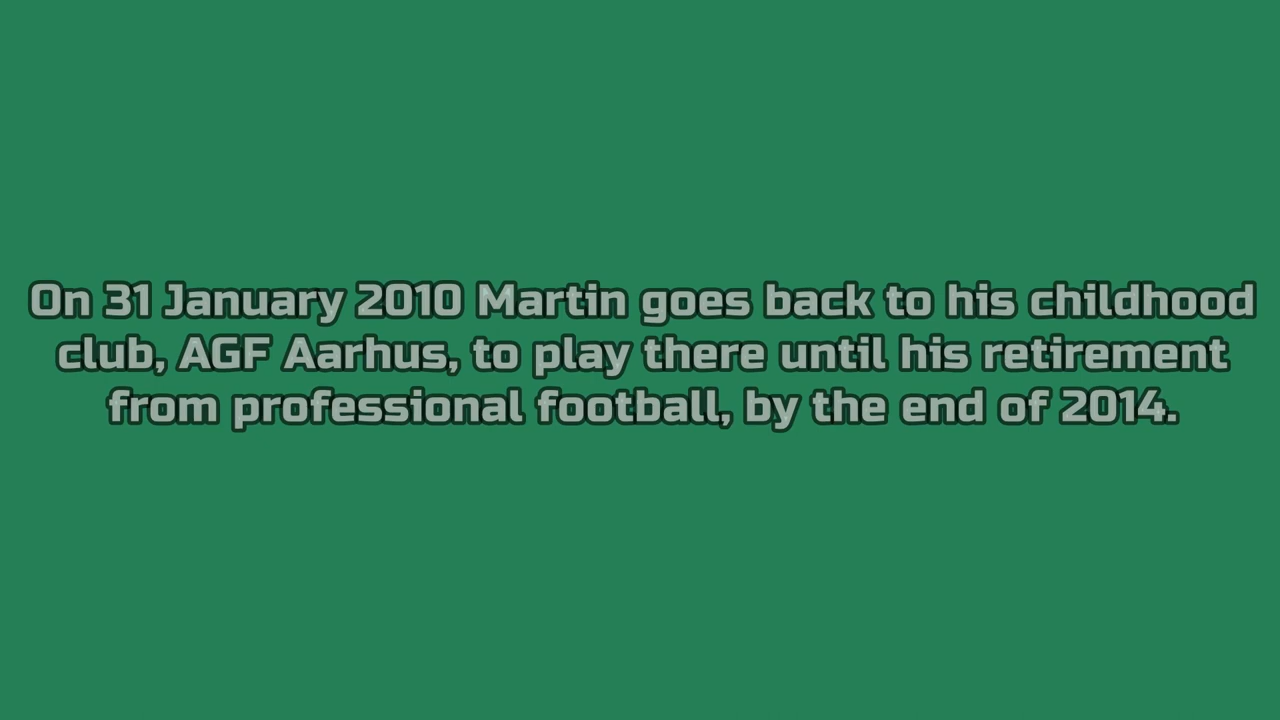 On 31 January 2010 Martin goes back to his childhood
club, AGF Aarhus, to play there until his retirement
from professional football, by the end of 2014.